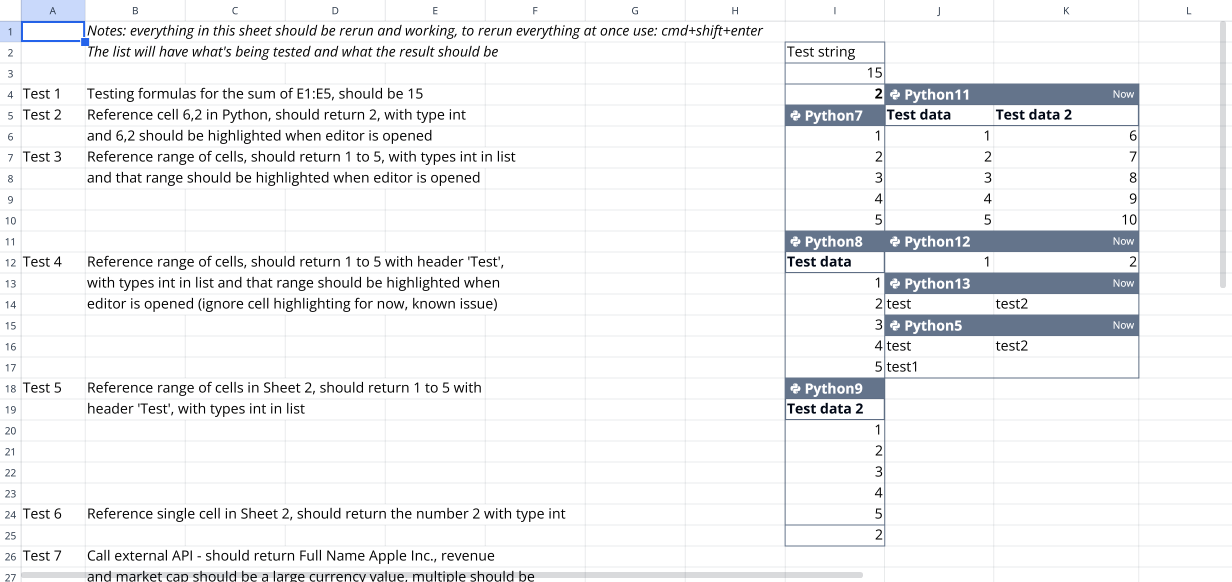 A B C D E F G H I J K L
1 Notes: everything in this sheet should be rerun and working, to rerun everything at once use: cmd+shift+enter
2 The list will have what's being tested and what the result should be Test string
3 15
4 Test 1 Testing formulas for the sum of E1:E5, should be 15 2 Python11 Now
5 Test 2 Reference cell 6,2 in Python, should return 2, with type int Python7 Test data Test data 2
6 and 6,2 should be highlighted when editor is opened 1 1 6
7 Test 3 Reference range of cells, should return 1 to 5, with types int in list 2 2 7
8 and that range should be highlighted when editor is opened 3 3 8
9 4 4 9
10 5 5 10
11 Python8 Python12 Now
12 Test 4 Reference range of cells, should return 1 to 5 with header 'Test', Test data 1 2
13 with types int in list and that range should be highlighted when 1 Python13 Now
14 editor is opened (ignore cell highlighting for now, known issue) 2 test test2
15 3 Python5 Now
16 4 test test2
17 5 test1
18 Test 5 Reference range of cells in Sheet 2, should return 1 to 5 with Python9
19 header 'Test', with types int in list Test data 2
20 1
21 2
22 3
23 4
24 Test 6 Reference single cell in Sheet 2, should return the number 2 with type int 5
25 2
26 Test 7 Call external API - should return Full Name Apple Inc., revenue
27 and market cap should be a large currency value, multiple should be